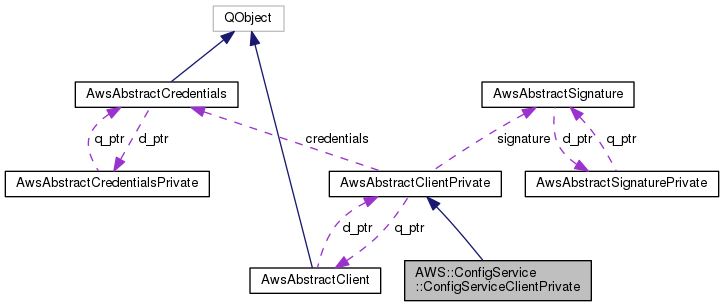 QObject
AwsAbstractCredentials
AwsAbstractSignature
q_ptr
d_ptr
credentials
signature
d_ptr
q_ptr
AwsAbstractCredentialsPrivate
AwsAbstractClientPrivate
AwsAbstractSignaturePrivate
d_ptr
q_ptr
AwsAbstractClient
AWS::ConfigService
::ConfigServiceClientPrivate